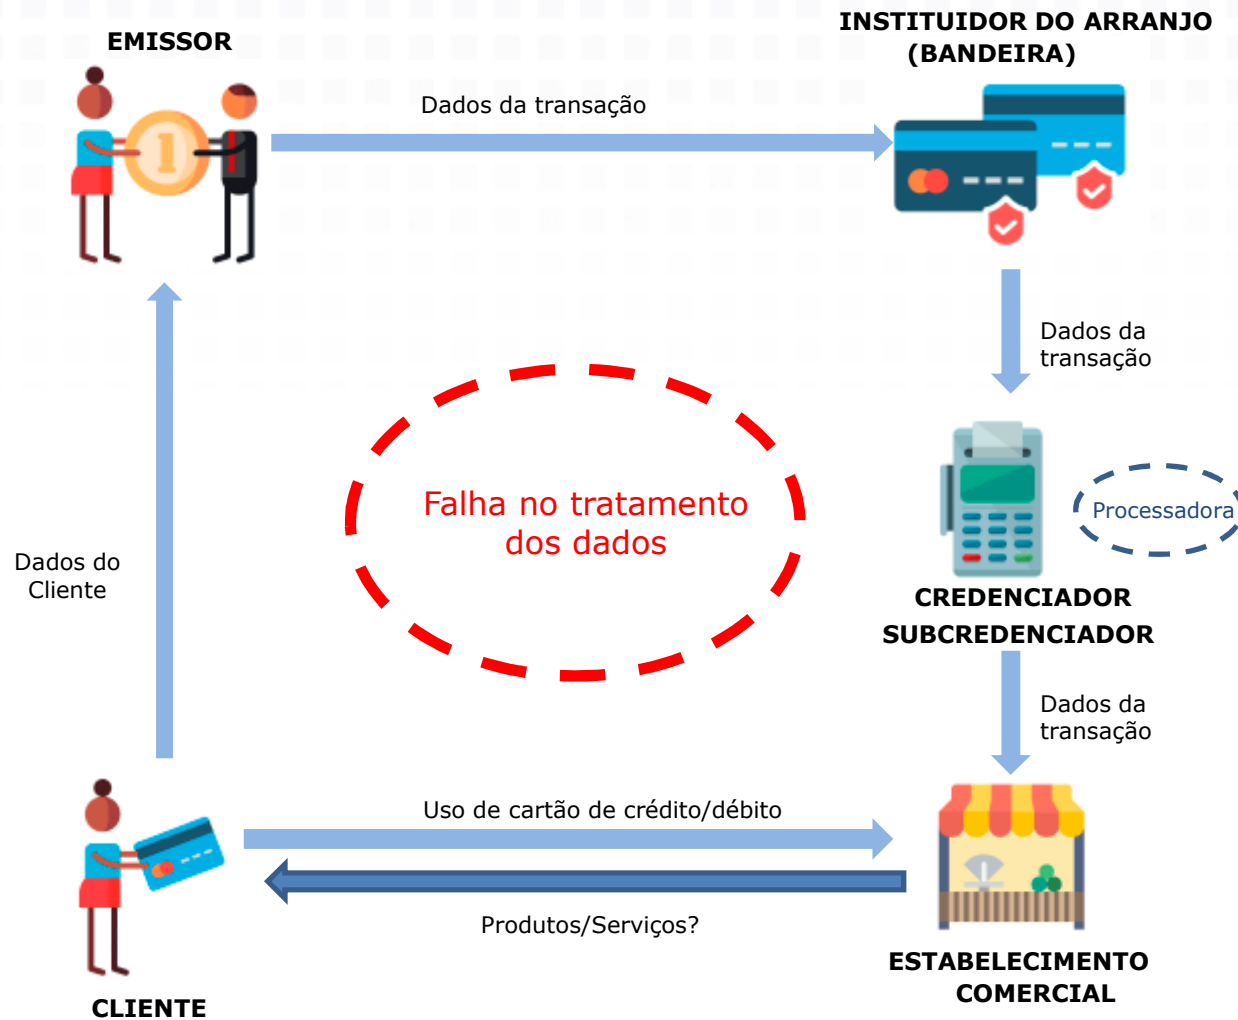 EMISSOR
INSTITUIDOR DO ARRANJO
(BANDEIRA)
Dados da transação
Dados da
transação
Falha no tratamento
dos dados
Processadora
Dados do
Cliente
CREDENCIADOR
SUBCREDENCIADOR
Dados da
transação
Uso de cartão de crédito/débito
Produtos/Serviços?
ESTABELECIMENTO
COMERCIAL
CLIENTE